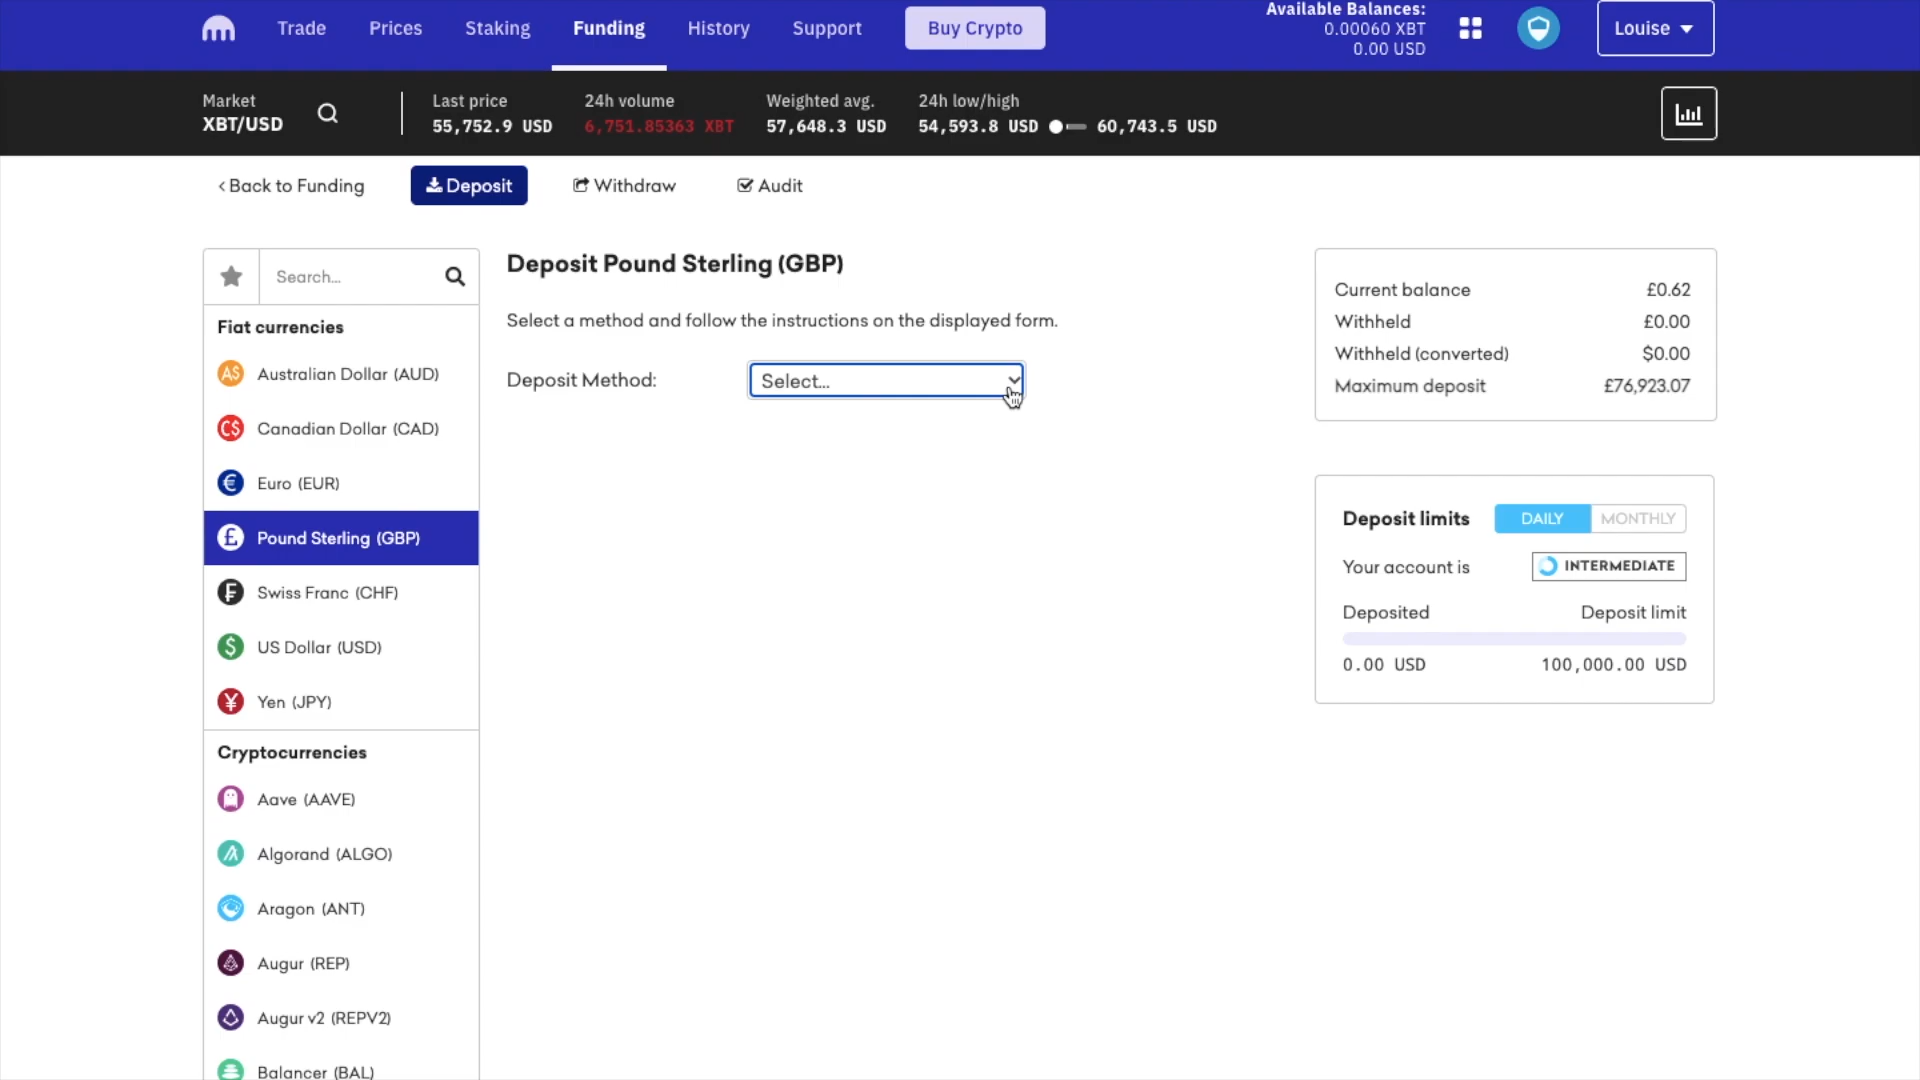 Trade Prices Staking Funding History Support Buy Crypto
Available Balances:
0.00060 XBT
0.00 USD
Louise
Market
XBT/USD
Last price
55,752.9 USD
24h volume
6,751.85363 XBT
Weighted avg.
57,648.3 USD
24h low/high
54,593.8 USD 60,743.5 USD
Back to Funding
Deposit
Withdraw
Audit
Search...
Fiat currencies
A$ Australian Dollar (AUD)
C$ Canadian Dollar (CAD)
€ Euro (EUR)
£ Pound Sterling (GBP)
₣ Swiss Franc (CHF)
$ US Dollar (USD)
¥ Yen (JPY)
Cryptocurrencies
Aave (AAVE)
Algorand (ALGO)
Aragon (ANT)
Augur (REP)
Augur v2 (REPV2)
Balancer (BAL)
Deposit Pound Sterling (GBP)
Select a method and follow the instructions on the displayed form.
Deposit Method: Select...
Current balance £0.62
Withheld £0.00
Withheld (converted) $0.00
Maximum deposit £76,923.07
Deposit limits DAILY MONTHLY
Your account is INTERMEDIATE
Deposited Deposit limit
0.00 USD 100,000.00 USD